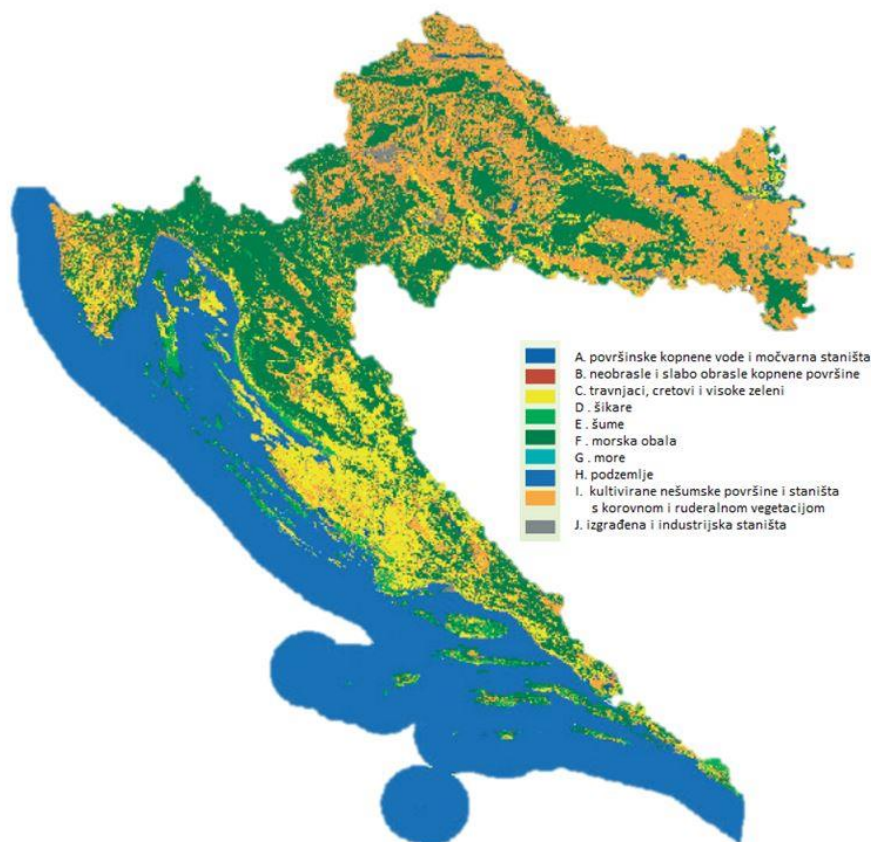 A. površinske kopnene vode i močvarna staništa
B. neobrasle i slabo obrasle kopnene površine
C. travnjaci, cretovi i visoke zeleni
D . šikare
E . šume
F . morska obala
G . more
H. podzemlje
I. kultivirane nešumske površine i staništa
s korovnom i ruderalnom vegetacijom
J. izgrađena i industrijska staništa